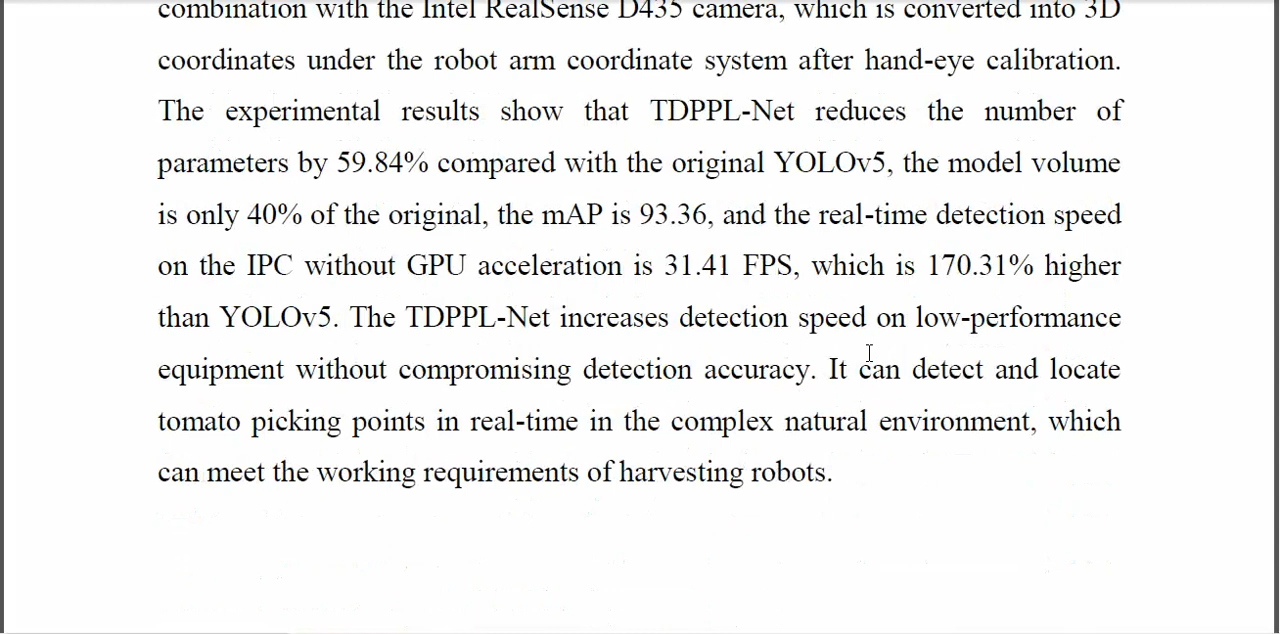 combination with the Intel RealSense D435 camera, which is converted into 3D
coordinates under the robot arm coordinate system after hand-eye calibration.
The experimental results show that TDPPL-Net reduces the number of
parameters by 59.84% compared with the original YOLOv5, the model volume
is only 40% of the original, the mAP is 93.36, and the real-time detection speed
on the IPC without GPU acceleration is 31.41 FPS, which is 170.31% higher
than YOLOv5. The TDPPL-Net increases detection speed on low-performance
equipment without compromising detection accuracy. It can detect and locate
tomato picking points in real-time in the complex natural environment, which
can meet the working requirements of harvesting robots.